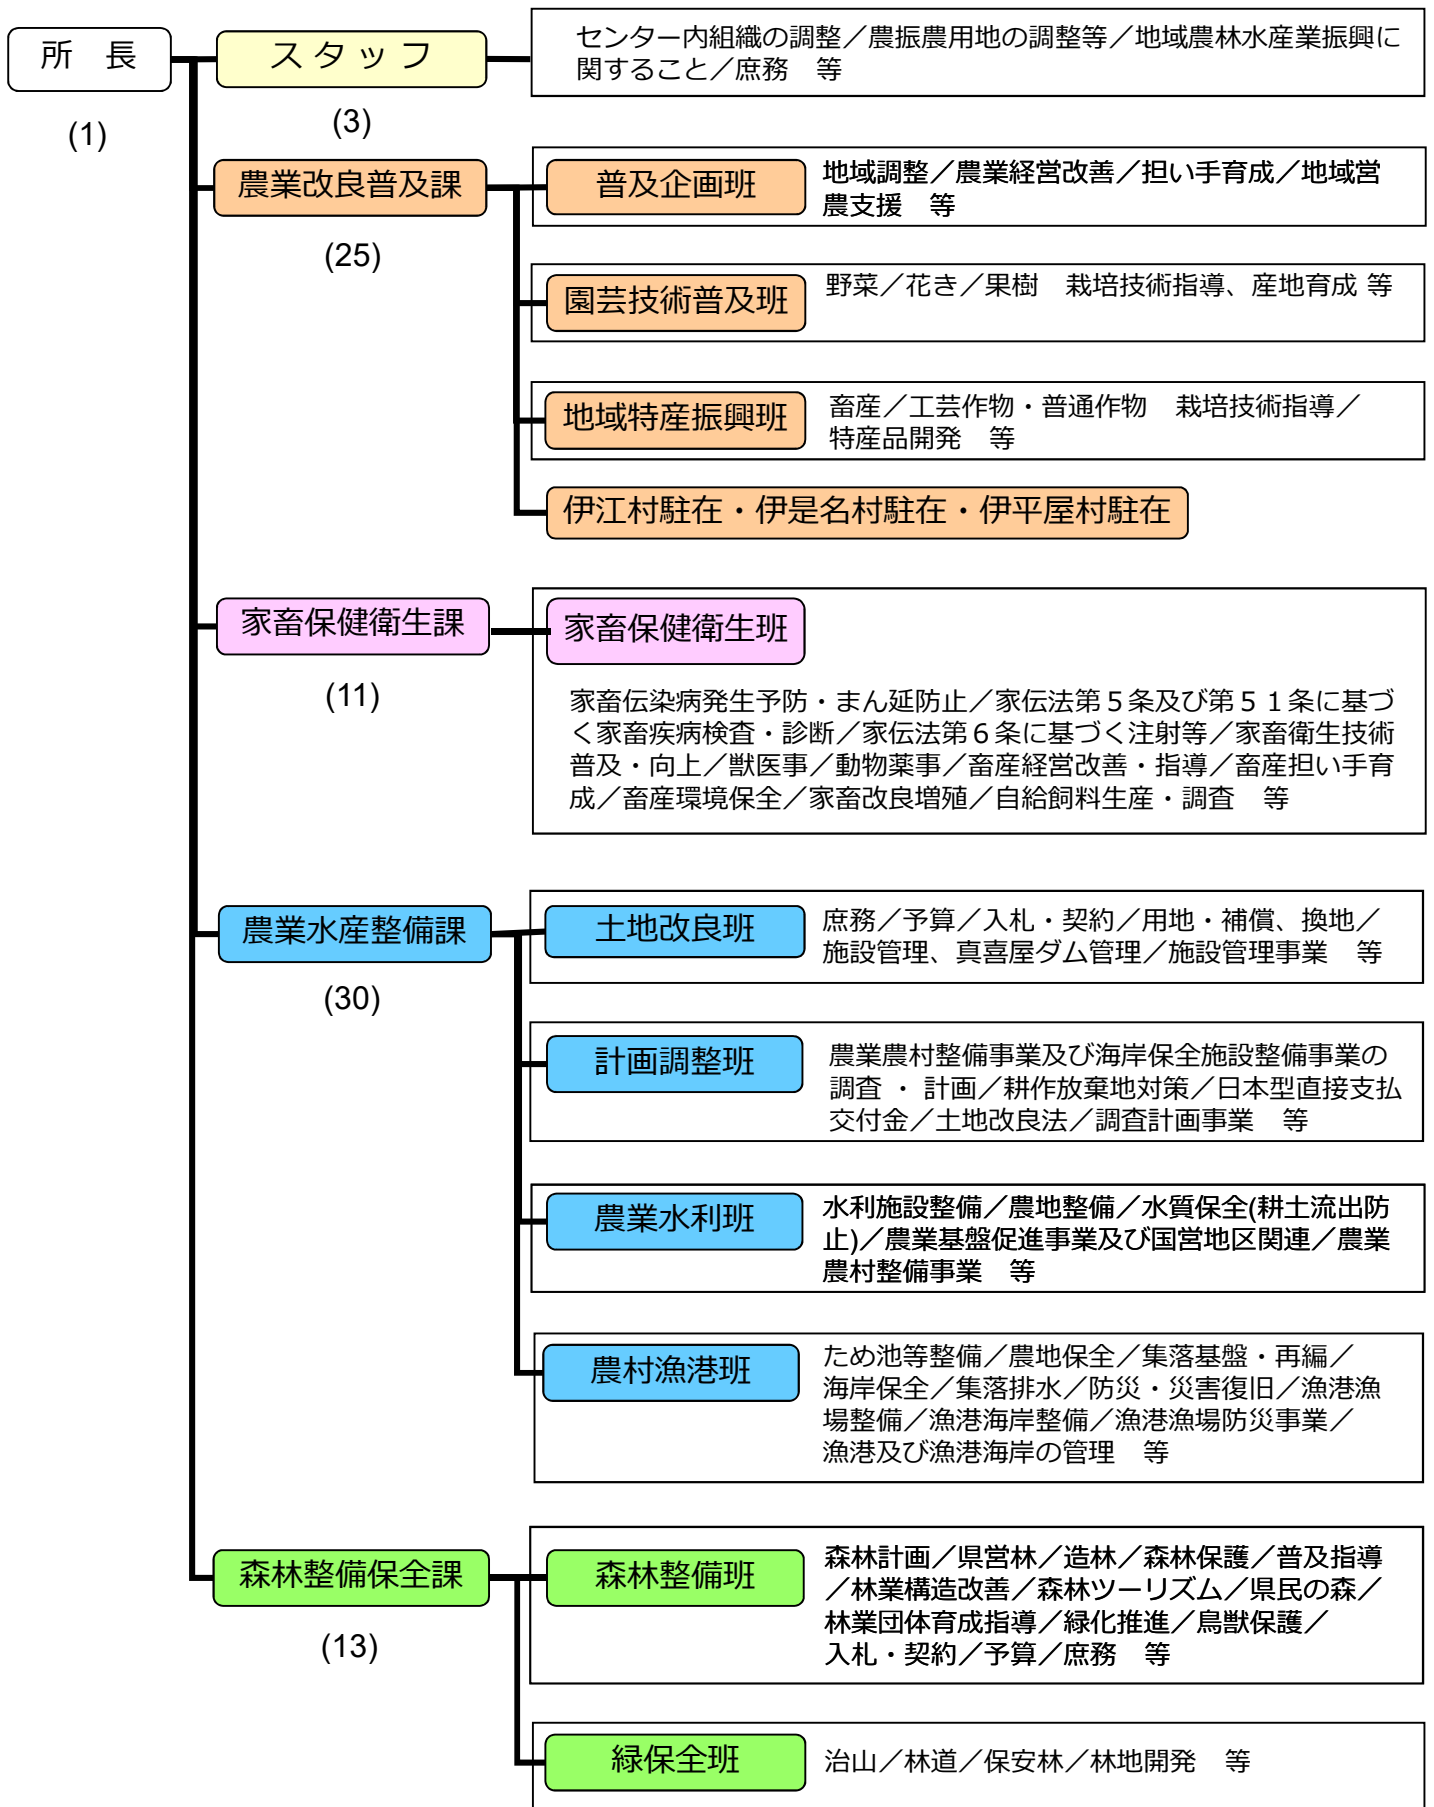 所　長
(1)
スタッフ
(3)
センター内組織の調整／農振農用地の調整等／地域農林水産業振興に
関すること／庶務　等
農業改良普及課
(25)
普及企画班
地域調整／農業経営改善／担い手育成／地域営
農支援　等
園芸技術普及班
野菜／花き／果樹　栽培技術指導、産地育成 等
地域特産振興班
畜産／工芸作物・普通作物　栽培技術指導／
特産品開発　等
伊江村駐在・伊是名村駐在・伊平屋村駐在
家畜保健衛生課
(11)
家畜保健衛生班
家畜伝染病発生予防・まん延防止／家伝法第５条及び第５１条に基づ
く家畜疾病検査・診断／家伝法第６条に基づく注射等／家畜衛生技術
普及・向上／獣医事／動物薬事／畜産経営改善・指導／畜産担い手育
成／畜産環境保全／家畜改良増殖／自給飼料生産・調査　等
農業水産整備課
(30)
土地改良班
庶務／予算／入札・契約／用地・補償、換地／
施設管理、真喜屋ダム管理／施設管理事業　等
計画調整班
農業農村整備事業及び海岸保全施設整備事業の
調査 ・ 計画／耕作放棄地対策／日本型直接支払
交付金／土地改良法／調査計画事業　等
農業水利班
水利施設整備／農地整備／水質保全(耕土流出防
止)／農業基盤促進事業及び国営地区関連／農業
農村整備事業　等
農村漁港班
ため池等整備／農地保全／集落基盤・再編／
海岸保全／集落排水／防災・災害復旧／漁港漁
場整備／漁港海岸整備／漁港漁場防災事業／
漁港及び漁港海岸の管理　等
森林整備保全課
(13)
森林整備班
森林計画／県営林／造林／森林保護／普及指導
／林業構造改善／森林ツーリズム／県民の森／
林業団体育成指導／緑化推進／鳥獣保護／
入札・契約／予算／庶務　等
緑保全班
治山／林道／保安林／林地開発　等